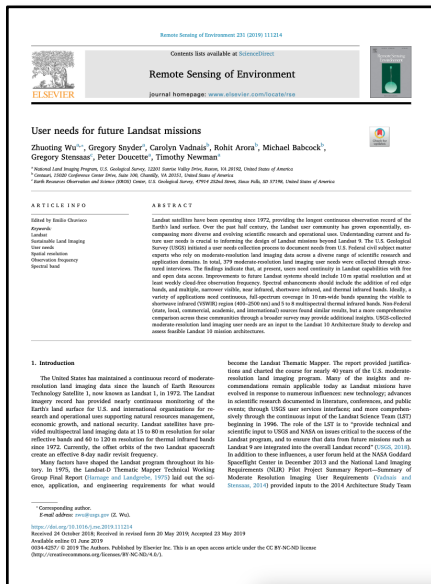 Remote Sensing of Environment 231 (2019) 111214
Contents lists available at ScienceDirect
Remote Sensing of Environment
journal homepage: www.elsevier.com/locate/rse
ELSEVIER
User needs for future Landsat missions
Zhuoting Wu, Gregory Snyder, Carolyn Vadnais, Rohit Arora, Michael Babcock,
Gregory Stensaas, Peter Doucette, Timothy Newman
National Land Imaging Program, U.S. Geological Survey, 12201 Sunrise Valley Drive, Reston, VA 20192, United States of America
15020 Conference Center Drive, Suite 100, Chantilly, VA 20151, United States of America
Earth Resources Observation and Science (EROS) Center, U.S. Geological Survey, 47914 252nd Street, Sioux Falls, SD 57198, United States of America
ARTICLE INFO
Edited by Emilio Chuvieco
Keywords:
Landsat
Sustainable Land Imaging
User needs
Spatial resolution
Observation frequency
Spectral band
ABSTRACT
Landsat satellites have been operating since 1972, providing the longest continuous observation record of the
Earth's land surface. Over the past half century, the Landsat user community has grown exponentially, en-
compassing more diverse and evolving scientific research and operational uses. Understanding current and fu-
ture user needs is crucial to informing the design of Landsat missions beyond Landsat 9. The U.S. Geological
Survey (USGS) initiated a user needs collection process to document needs from U.S. Federal civil subject matter
experts who rely on moderate-resolution land imaging data across a diverse range of scientific research and
application domains. In total, 379 moderate-resolution land imaging user needs were collected through struc-
tured interviews. The findings indicate that, at present, users need continuity in Landsat capabilities with free
and open data access. Improvements to future Landsat systems should include 10 m spatial resolution and at
least weekly cloud-free observation frequency. Spectral enhancements should include the addition of red edge
bands, and multiple, narrower visible, near infrared, shortwave infrared, and thermal infrared bands. Ideally, a
variety of applications need continuous, full-spectrum coverage in 10-nm bands spanning the visible to
shortwave infrared (VSWIR) region (400–2500 nm) and 5 to 8 multispectral thermal infrared bands. Non-Federal
(state, local, commercial, academic, and international) sources found similar results, but a more comprehensive
comparison across these communities through a broader survey may provide additional insights. USGS-collected
moderate-resolution land imaging user needs are an input to the Landsat 10 Architecture Study to develop and
assess feasible Landsat 10 mission architectures.
1. Introduction
The United States has maintained a continuous record of moderate-
resolution land imaging data since the launch of Earth Resources
Technology Satellite 1, now known as Landsat 1, in 1972. The Landsat
imagery record has provided nearly continuous monitoring of the
Earth's land surface for U.S. and international organizations for re-
search and operational uses supporting natural resources management,
economic growth, and national security. Landsat satellites have pro-
vided multispectral land imaging data at 15 to 80 m resolution for solar
reflective bands and 60 to 120 m resolution for thermal infrared bands
since 1972. Currently, the offset orbits of the two Landsat spacecraft
create an effective 8-day nadir revisit frequency.
Many factors have shaped the Landsat program throughout its his-
tory. In 1975, the Landsat-D Thematic Mapper Technical Working
Group Final Report (Harnage and Landgrebe, 1975) laid out the sci-
ence, application, and engineering requirements for what would
become the Landsat Thematic Mapper. The report provided justifica-
tions and charted the course for nearly 40 years of the U.S. moderate-
resolution land imaging program. Many of the insights and re-
commendations remain applicable today as Landsat missions have
evolved in response to numerous influences: new technology; advances
in scientific research documented in literature, conferences, and public
events; through USGS user services interfaces; and more comprehen-
sively through the continuous input of the Landsat Science Team (LST)
beginning in 1996. The role of the LST is to "provide technical and
scientific input to USGS and NASA on issues critical to the success of the
Landsat program, and to ensure that data from future missions such as
Landsat 9 are integrated into the overall Landsat record" (USGS, 2018).
In addition to these influences, a user forum held at the NASA Goddard
Spaceflight Center in December 2013 and the National Land Imaging
Requirements (NLIR) Pilot Project Summary Report—Summary of
Moderate Resolution Imaging User Requirements (Vadnais and
Stensaas, 2014) provided inputs to the 2014 Architecture Study Team
Corresponding author.
E-mail address: zwu@usgs.gov (Z. Wu).
https://doi.org/10.1016/j.rse.2019.111214
Received 24 October 2018; Received in revised form 20 May 2019; Accepted 23 May 2019
Available online 01 June 2019
0034-4257/ © 2019 The Authors. Published by Elsevier Inc. This is an open access article under the CC BY-NC-ND license
(http://creativecommons.org/licenses/BY-NC-ND/4.0/).